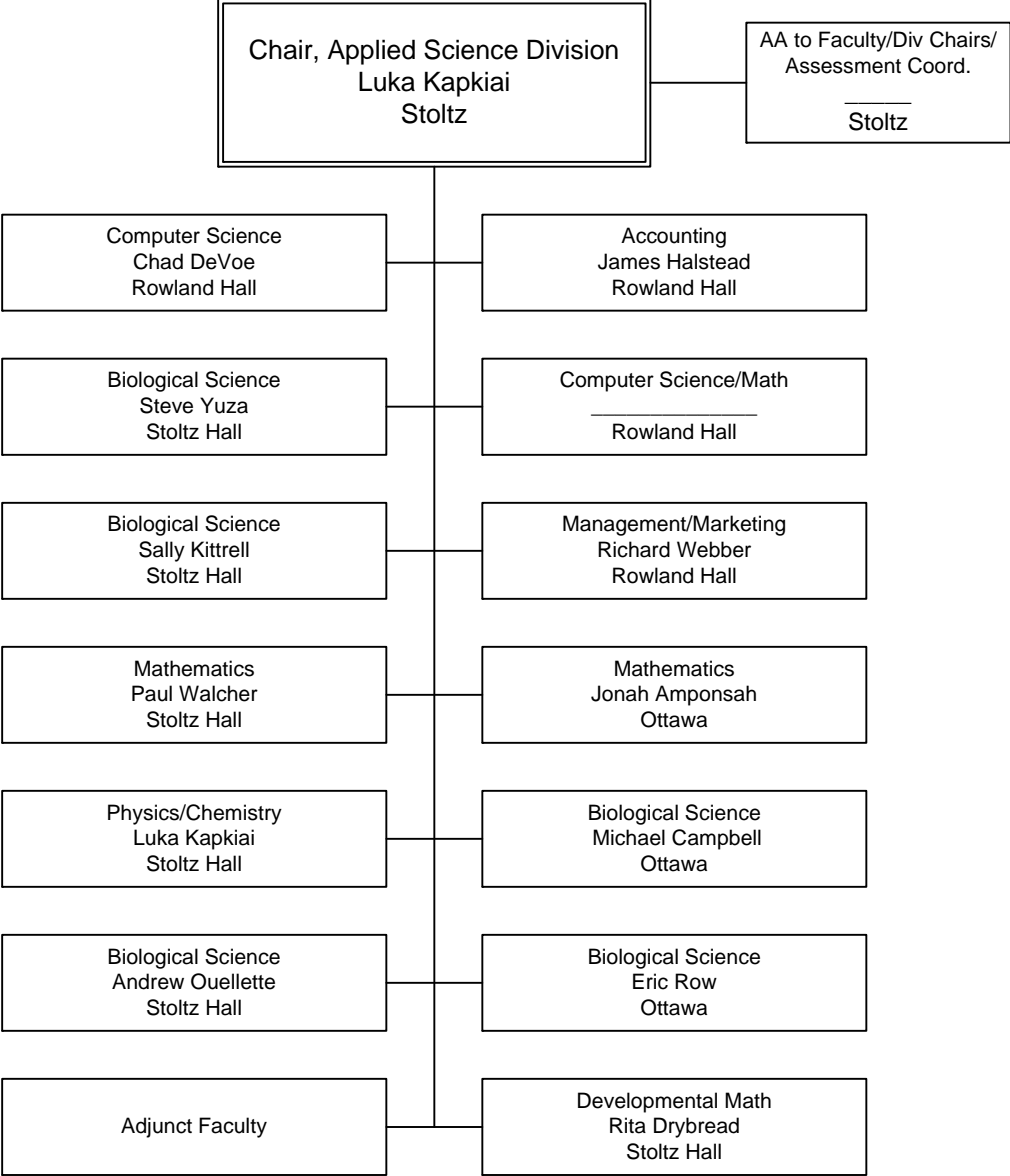 Chair, Applied Science Division
Luka Kapkiai
Stoltz
AA to Faculty/Div Chairs/
Assessment Coord.
_____
Stoltz
Computer Science
Chad DeVoe
Rowland Hall
Accounting
James Halstead
Rowland Hall
Biological Science
Steve Yuza
Stoltz Hall
Computer Science/Math
_______________
Rowland Hall
Biological Science
Sally Kittrell
Stoltz Hall
Management/Marketing
Richard Webber
Rowland Hall
Mathematics
Paul Walcher
Stoltz Hall
Mathematics
Jonah Amponsah
Ottawa
Physics/Chemistry
Luka Kapkiai
Stoltz Hall
Biological Science
Michael Campbell
Ottawa
Biological Science
Andrew Ouellette
Stoltz Hall
Biological Science
Eric Row
Ottawa
Adjunct Faculty
Developmental Math
Rita Drybread
Stoltz Hall